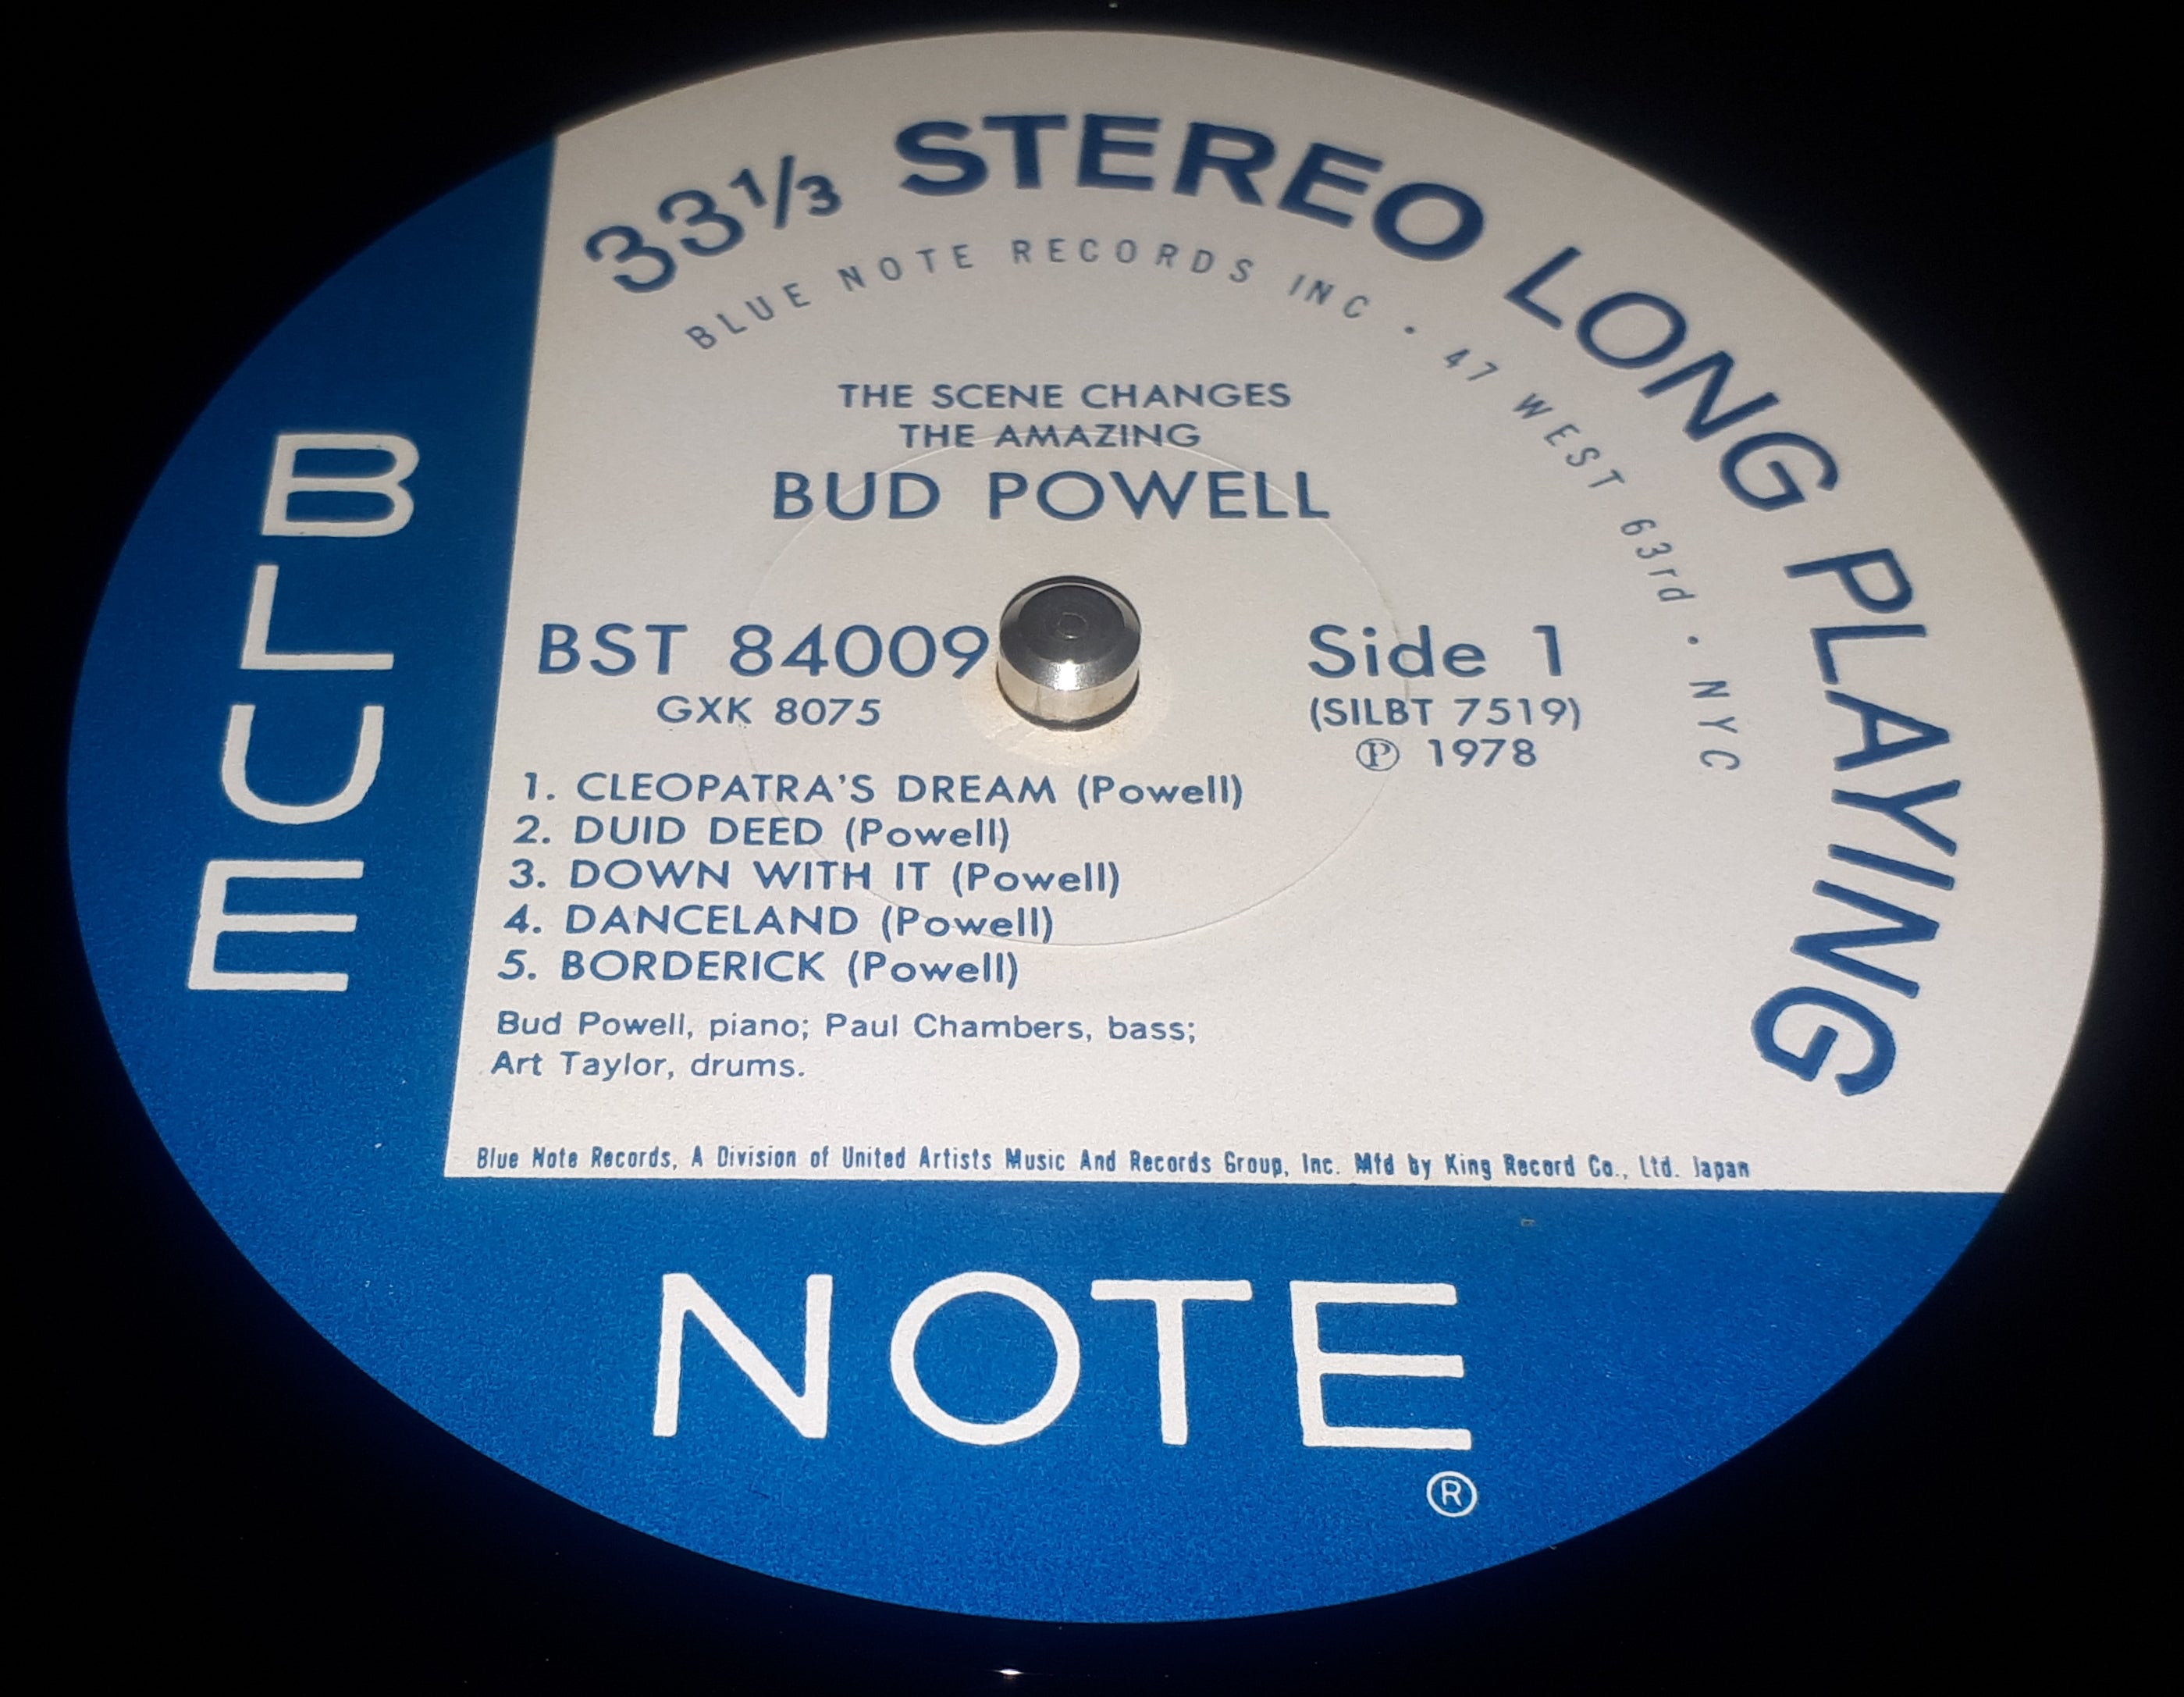 33⅓ STEREO LONG PLAYING
BLUE NOTE RECORDS INC • 47 WEST 63rd • NYC
THE SCENE CHANGES
THE AMAZING
BUD POWELL
BST 84009
GXK 8075
Side 1
(SILBT 7519)
℗ 1978
1. CLEOPATRA'S DREAM (Powell)
2. DUID DEED (Powell)
3. DOWN WITH IT (Powell)
4. DANCELAND (Powell)
5. BORDERICK (Powell)
Bud Powell, piano; Paul Chambers, bass;
Art Taylor, drums.
Blue Note Records, A Division of United Artists Music And Records Group, Inc. Mfd by King Record Co., Ltd. Japan
BLUE
NOTE
®